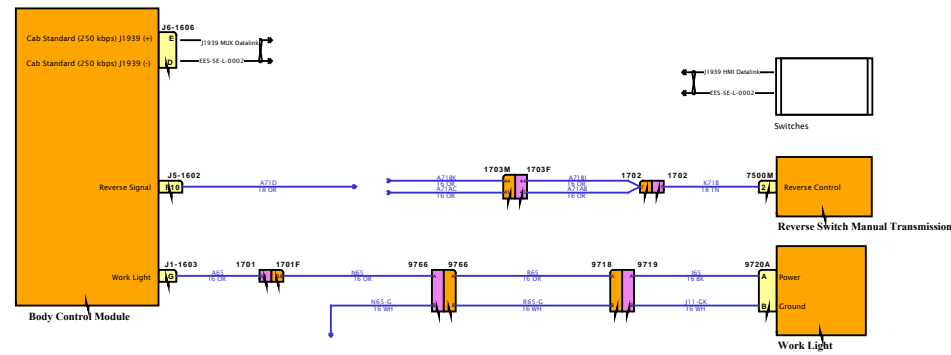 J6-1606
Cab Standard (250 kbps) J1939 (+)
E
J1939 MUX Datalink
Cab Standard (250 kbps) J1939 (-)
D
EES-SE-L-0002
J1939 HMI Datalink
EES-SE-L-0002
Switches
J5-1602
Reverse Signal
F10
A71D
18 OR
1703M
1703F
A71BK
16 OR
A71AC
16 OR
44
44
A71BJ
16 OR
A71AB
16 OR
1702
1702
K71B
18 TN
7500M
2
Reverse Control
Reverse Switch Manual Transmission
J1-1603
Work Light
G
A65
16 OR
1701
1701F
N65
16 OR
9766
9766
A
A
R65
16 OR
9718
9719
A
A
J65
16 BK
9720A
A
Power
N65-G
16 WH
R65-G
16 WH
J11-GK
16 WH
B
Ground
Body Control Module
Work Light